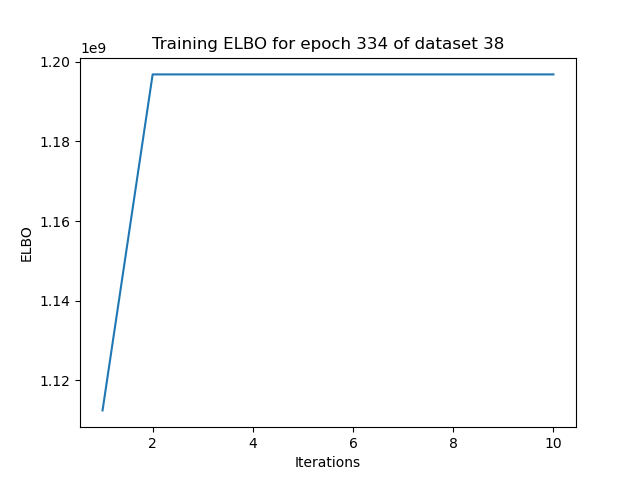 Training ELBO for epoch 334 of dataset 38
1e9
1.20
1.18
1.16
1.14
1.12
ELBO
2 4 6 8 10
Iterations